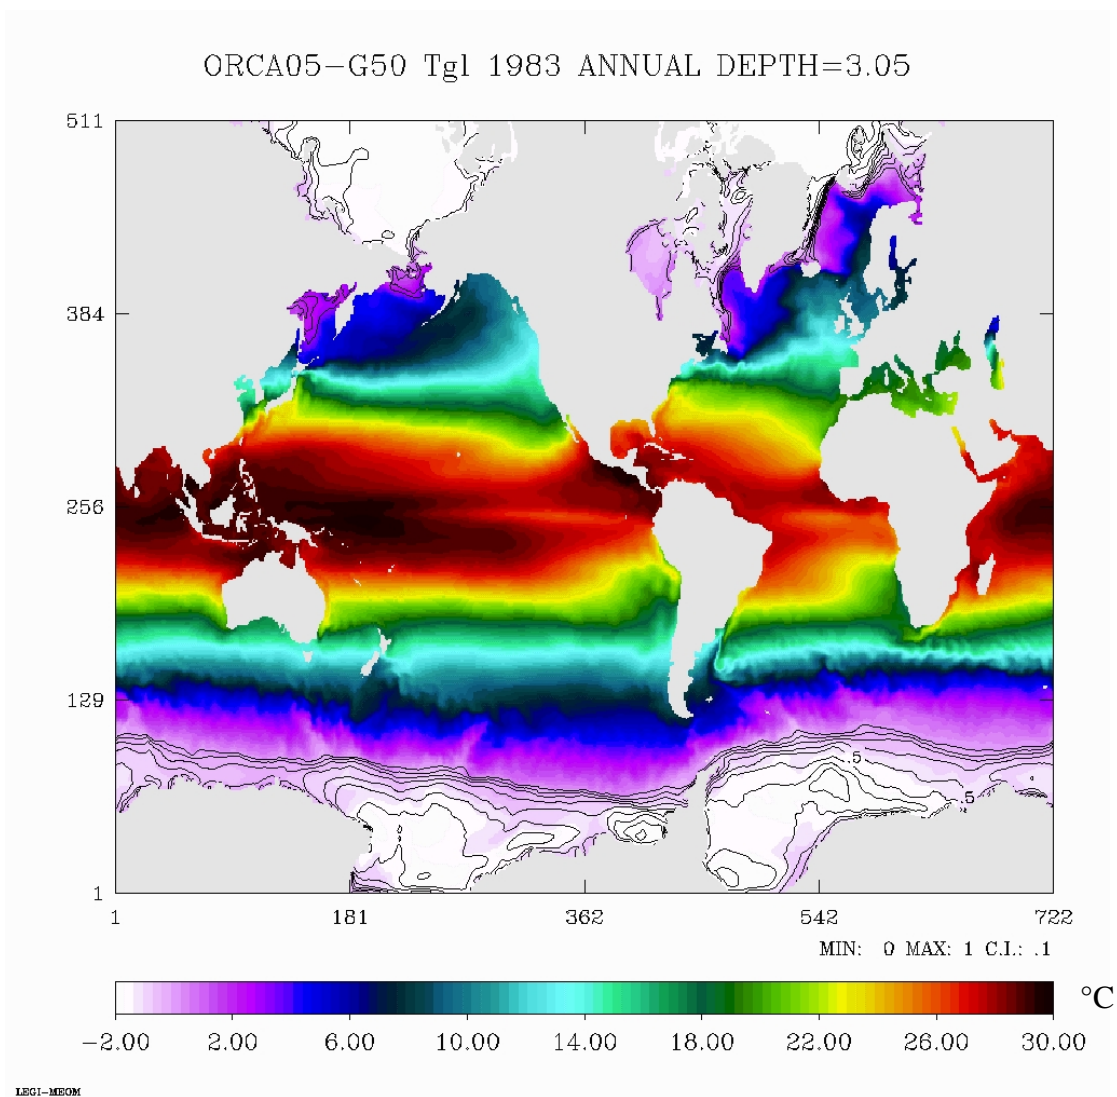 ORCA05-G50 Tgl 1983 ANNUAL DEPTH=3.05
511
384
256
129
1
.5
.5
1 181 362 542 722
MIN: 0 MAX: 1 C.I.: .1
°C
-2.00 2.00 6.00 10.00 14.00 18.00 22.00 26.00 30.00
LEGI-MEOM